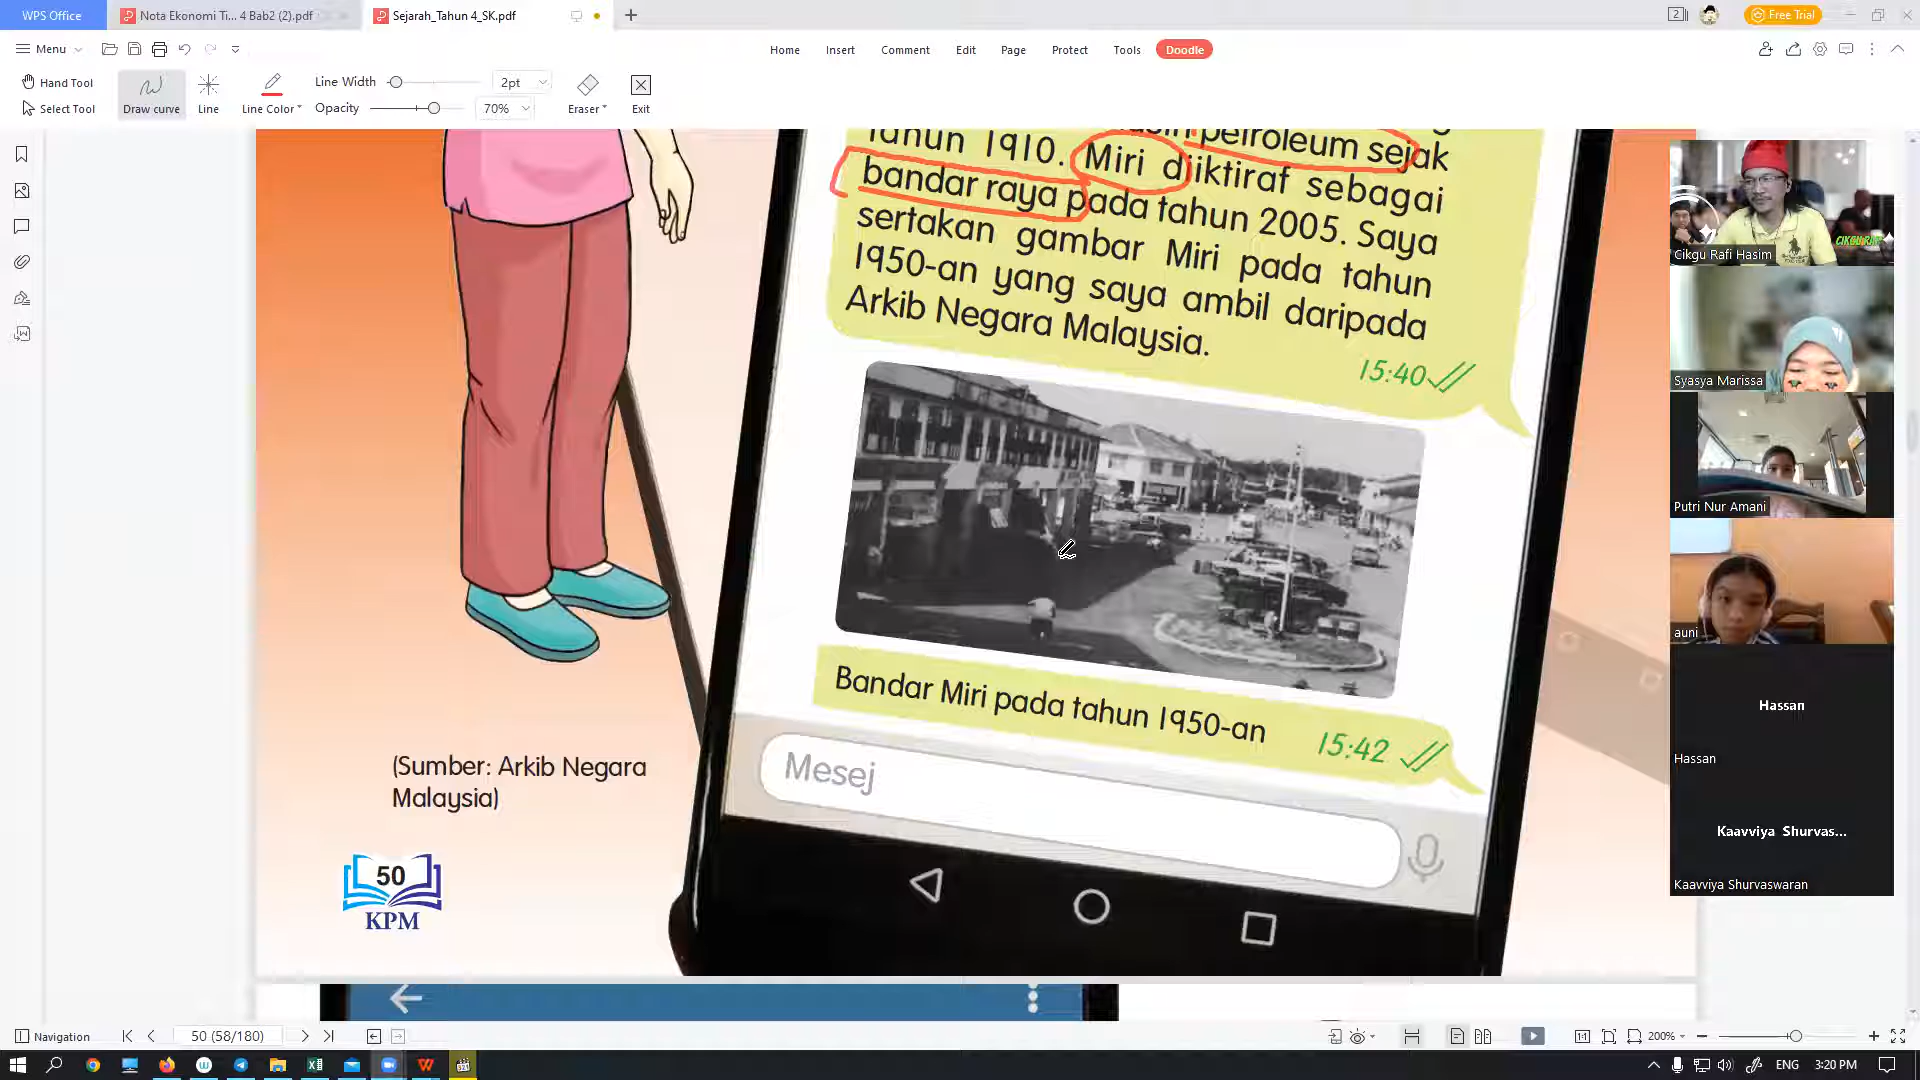 WPS Office
Nota Ekonomi Ti... 4 Bab2 (2).pdf
Sejarah_Tahun 4_SK.pdf
2
Free Trial
Menu
Home
Insert
Comment
Edit
Page
Protect
Tools
Doodle
Hand Tool
Select Tool
Draw curve
Line
Line Color
Line Width
2pt
Opacity
70%
Eraser
Exit
petroleum sejak
Tahun 1910. Miri diiktiraf sebagai
bandar raya pada tahun 2005. Saya
sertakan gambar Miri pada tahun
1950-an yang saya ambil daripada
Arkib Negara Malaysia.
15:40
Bandar Miri pada tahun 1950-an
15:42
Mesej
(Sumber: Arkib Negara
Malaysia)
50
KPM
CIKGU RAFI
Cikgu Rafi Hasim
Syasya Marissa
Putri Nur Amani
auni
Hassan
Hassan
Kaavviya Shurvas...
Kaavviya Shurvaswaran
Navigation
50 (58/180)
200%
ENG
3:20 PM